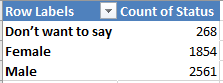 Row Labels Count of Status
Don't want to say 268
Female 1854
Male 2561